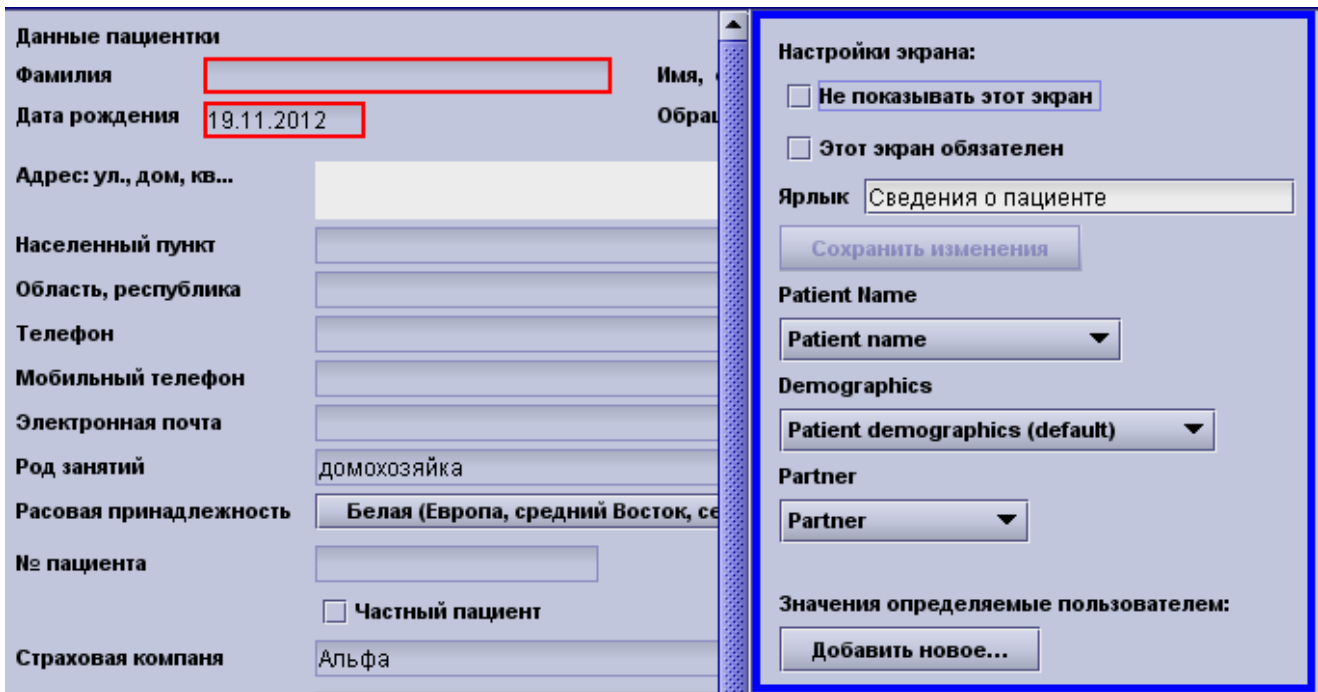 Данные пациентки
Фамилия
Имя,
Дата рождения 19.11.2012
Адрес: ул., дом, кв...
Населенный пункт
Область, республика
Телефон
Мобильный телефон
Электронная почта
Род занятий домохозяйка
Расовая принадлежность Белая (Европа, средний Восток,
№ пациента
Частный пациент
Страховая компаня Альфа
Настройки экрана:
Не показывать этот экран
Этот экран обязателен
Ярлык Сведения о пациенте
Сохранить изменения
Patient Name
Patient name
Demographics
Patient demographics (default)
Partner
Partner
Значения определяемые пользователем:
Добавить новое...